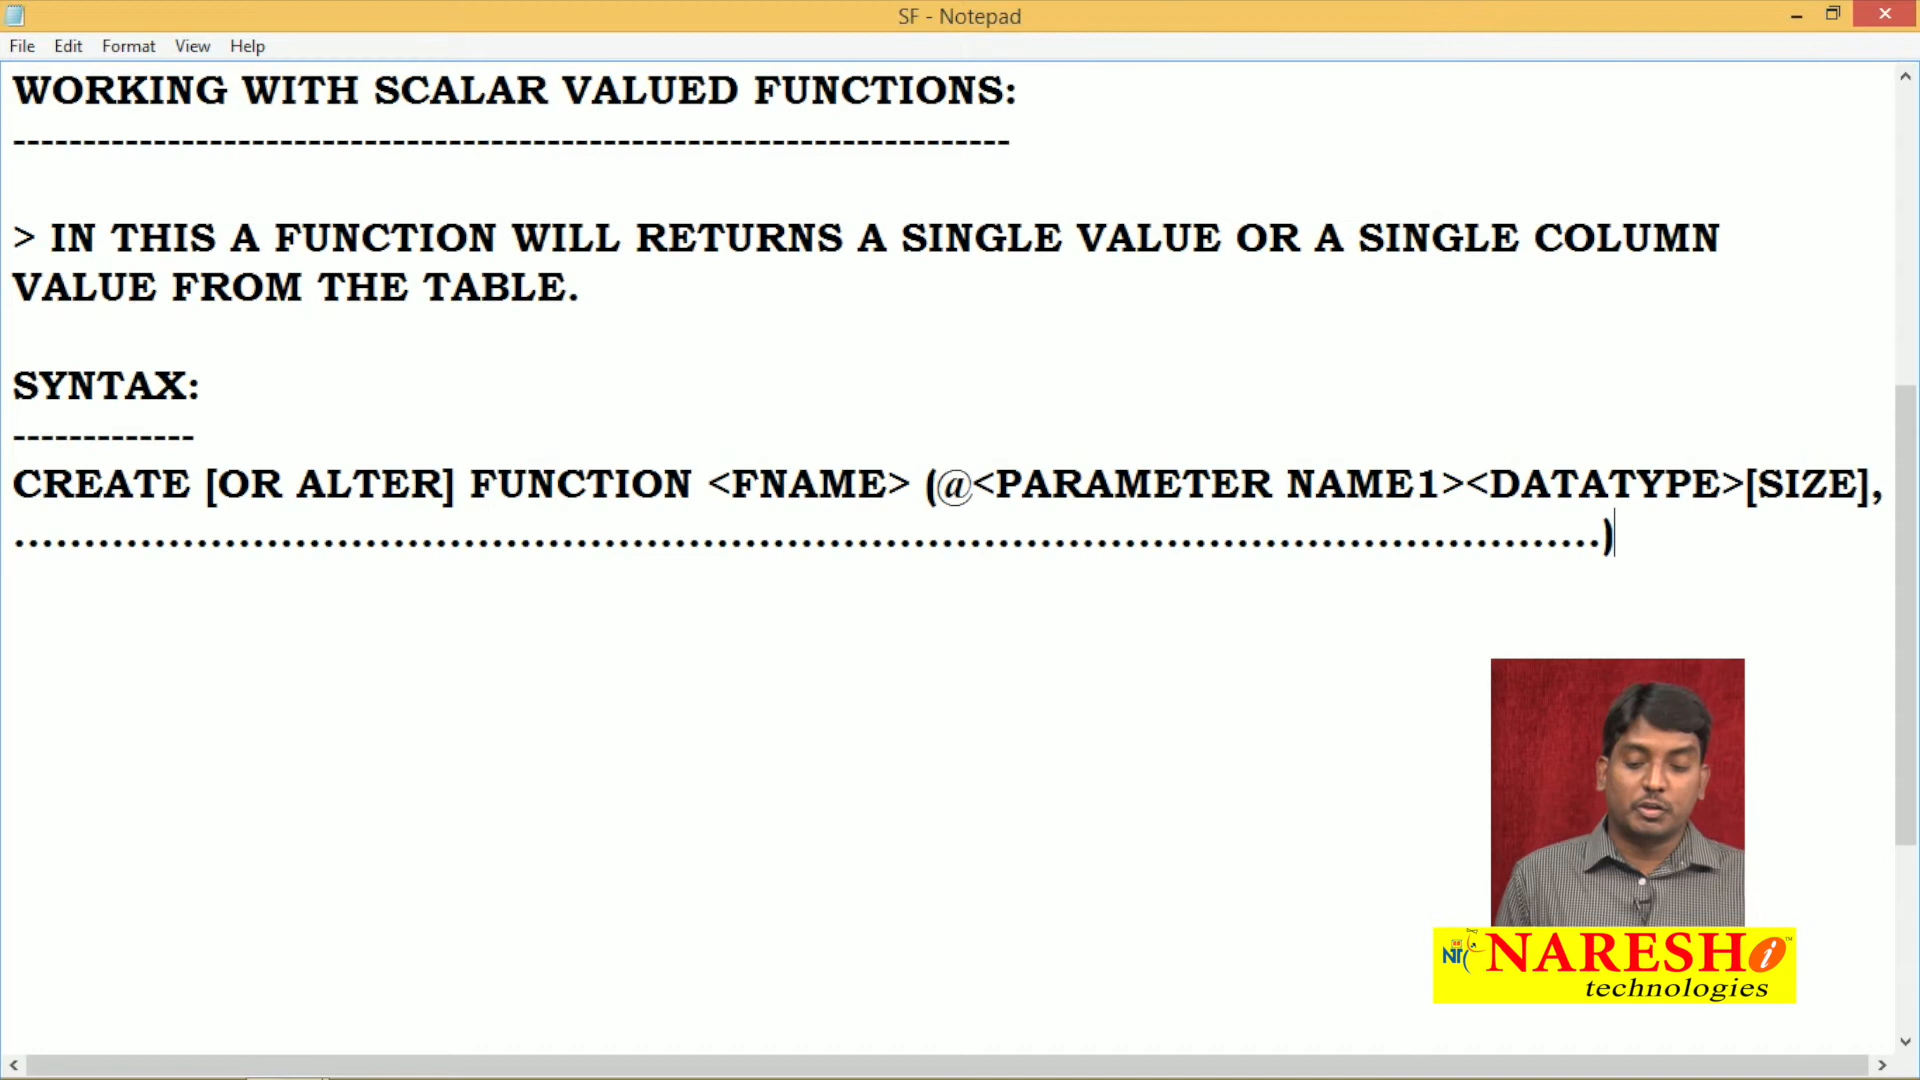 SF - Notepad
File Edit Format View Help
WORKING WITH SCALAR VALUED FUNCTIONS:
-----------------------------------------------------------------------
> IN THIS A FUNCTION WILL RETURNS A SINGLE VALUE OR A SINGLE COLUMN
VALUE FROM THE TABLE.
SYNTAX:
-------------
CREATE [OR ALTER] FUNCTION <FNAME> (@<PARAMETER NAME1><DATATYPE>[SIZE],
.................................................................................................................)
NT NARESH i ™
technologies